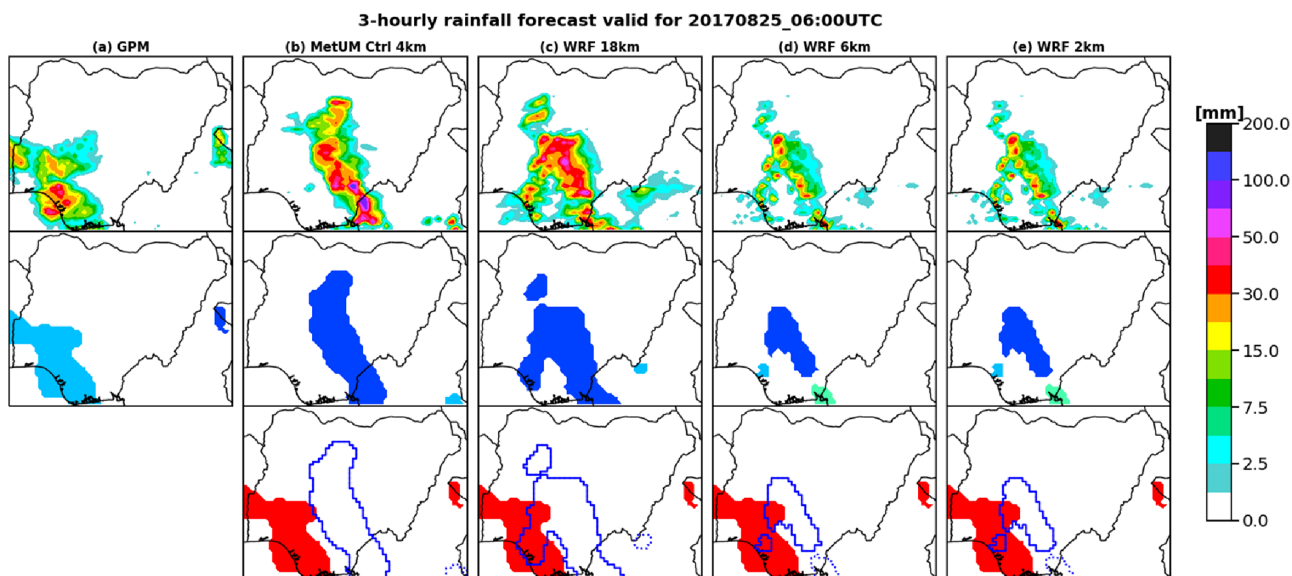 3-hourly rainfall forecast valid for 20170825_06:00UTC
(a) GPM
(b) MetUM Ctrl 4km
(c) WRF 18km
(d) WRF 6km
(e) WRF 2km
[mm]
200.0
100.0
50.0
30.0
15.0
7.5
2.5
0.0